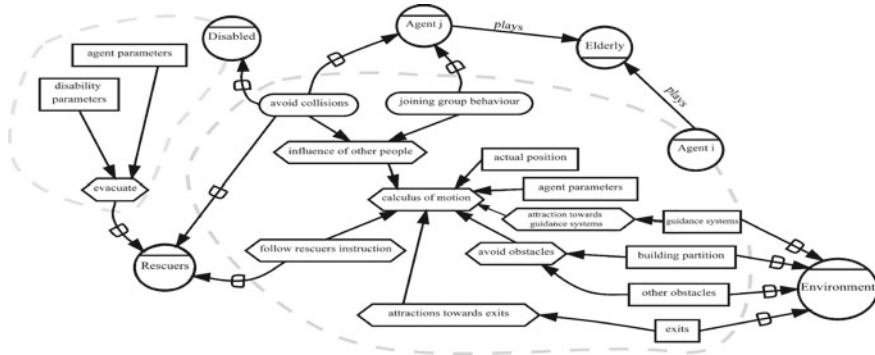 Disabled
Agent j
plays
Elderly
agent parameters
disability
parameters
avoid collisions
joining group behaviour
plays
Agent i
influence of other people
actual position
evacuate
calculus of motion
agent parameters
attraction towards
guidance systems
guidance systems
Rescuers
follow rescuers instruction
avoid obstacles
building partition
Environment
other obstacles
attractions towards exits
exits